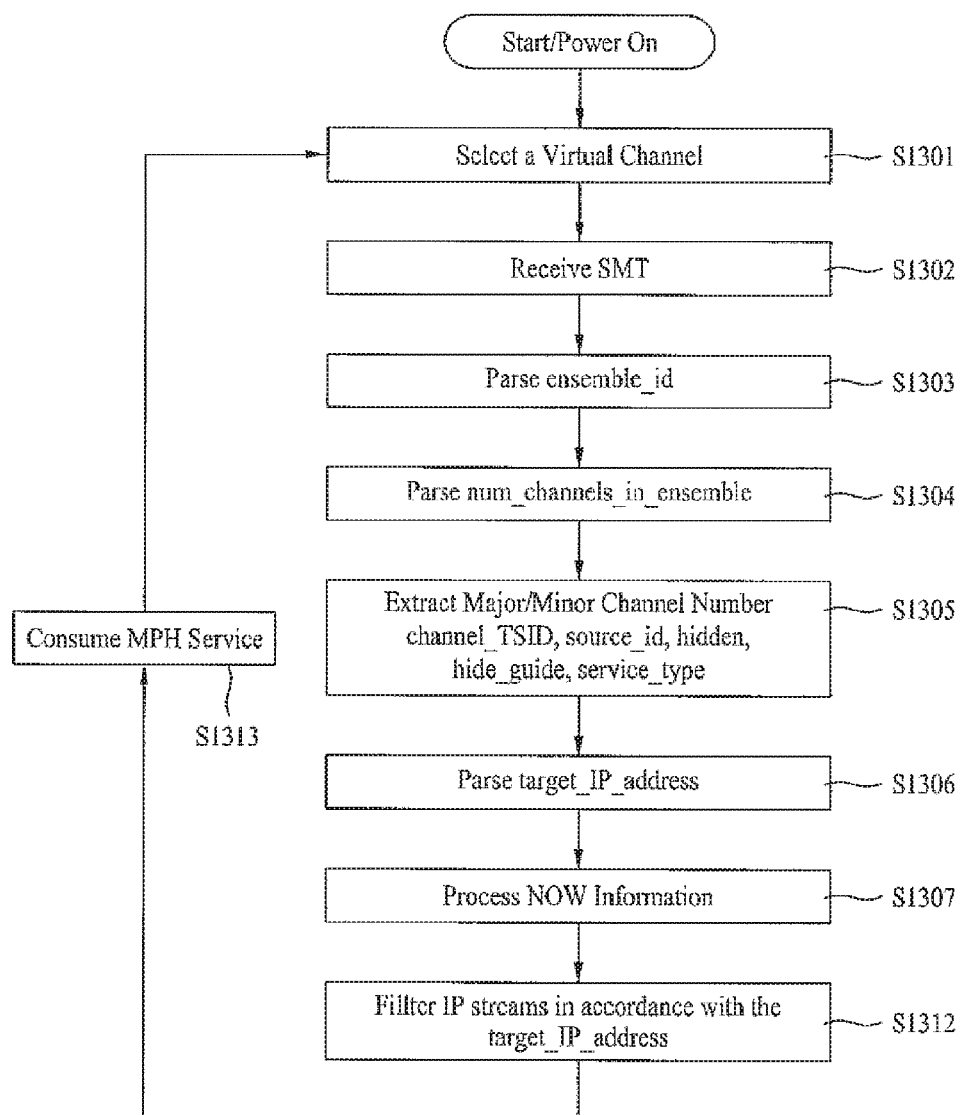 Start/Power On
Select a Virtual Channel
S1301
Receive SMT
S1302
Parse ensemble_id
S1303
Parse num_channels_in_ensemble
S1304
Extract Major/Minor Channel Number
channel_TSID, source_id, hidden,
hide_guide, service_type
S1305
Consume MPH Service
S1313
Parse target_IP_address
S1306
Process NOW Information
S1307
Fillter IP streams in accordance with the
target_IP_address
S1312